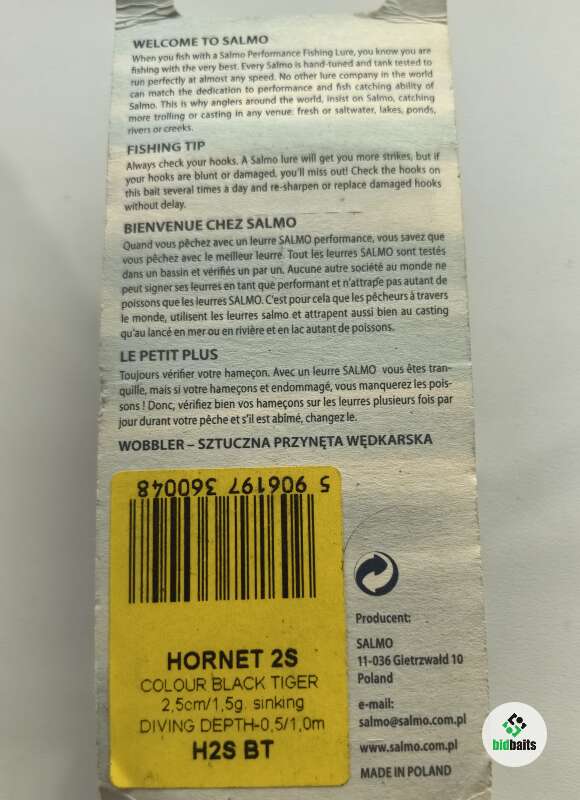 WELCOME TO SALMO
When you fish with a Salmo Performance Fishing Lure, you know you are
fishing with the very best. Every Salmo is hand-tuned and tank tested to
run perfectly at almost any speed. No other lure company in the world
can match the dedication to performance and fish catching ability of
Salmo. This is why anglers around the world, insist on Salmo, catching
more trolling or casting in any venue: fresh or saltwater, lakes, ponds,
rivers or creeks.
FISHING TIP
Always check your hooks. A Salmo lure will get you more strikes, but if
your hooks are blunt or damaged, you'll miss out! Check the hooks on
this bait several times a day and re-sharpen or replace damaged hooks
without delay.
BIENVENUE CHEZ SALMO
Quand vous pêchez avec un leurre SALMO performance, vous savez que
vous pêchez avec le meilleur leurre. Tout les leurres SALMO sont testés
dans un bassin et vérifiés un par un. Aucune autre société au monde ne
peut signer ses leurres en tant que performant et n'attrape pas autant de
poissons que les leurres SALMO. C'est pour cela que les pêcheurs à travers
le monde, utilisent les leurres salmo et attrapent aussi bien au casting
qu'au lancé en mer ou en rivière et en lac autant de poissons.
LE PETIT PLUS
Toujours vérifier votre hameçon. Avec un leurre SALMO vous êtes tran-
quille, mais si votre hameçons et endommagé, vous manquerez les pois-
sons ! Donc, vérifiez bien vos hameçons sur les leurres plusieurs fois par
jour durant votre pêche et s'il est abîmé, changez le.
WOBBLER – SZTUCZNA PRZYNĘTA WĘDKARSKA
5 906197 360048
HORNET 2S
COLOUR BLACK TIGER
2,5cm/1,5g. sinking
DIVING DEPTH-0,5/1,0m
H2S BT
Producent:
SALMO
11-036 Gietrzwałd 10
Poland
e-mail:
salmo@salmo.com.pl
www.salmo.com.pl
MADE IN POLAND
bidbaits